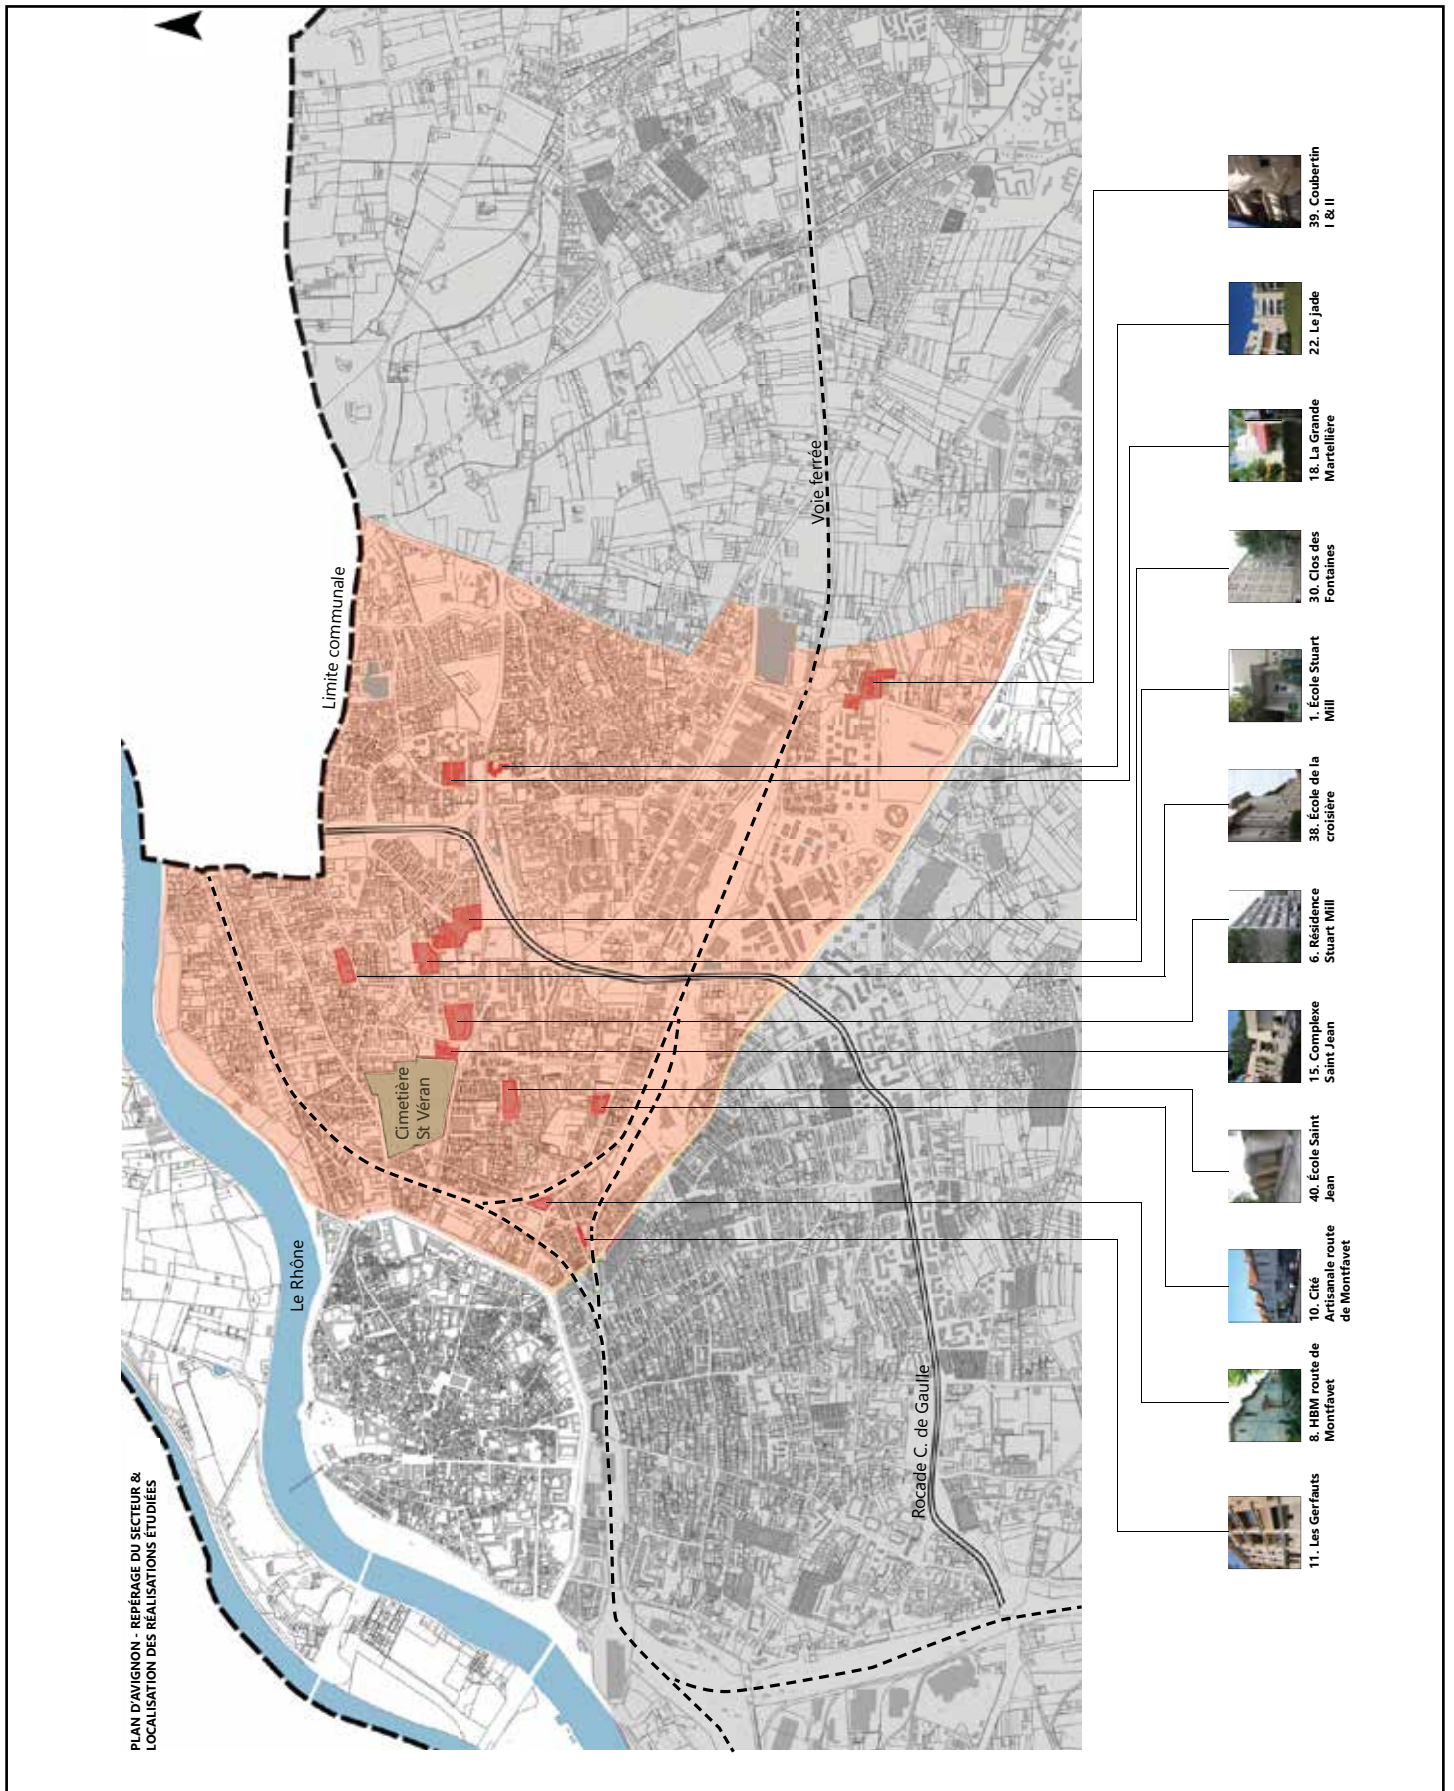 PLAN D'AVIGNON - REPÉRAGE DU SECTEUR &
LOCALISATION DES RÉALISATIONS ÉTUDIÉES
Le Rhône
Limite communale
Cimetière
St Véran
Voie ferrée
Rocade C. de Gaulle
11. Les Gerfauts
8. HBM route de
Montfavet
10. Cité
Artisanale route
de Montfavet
40. École Saint
Jean
15. Complexe
Saint Jean
6. Résidence
Stuart Mill
38. École de la
croisière
1. École Stuart
Mill
30. Clos des
Fontaines
18. La Grande
Martellière
22. Le jade
39. Coubertin
I & II